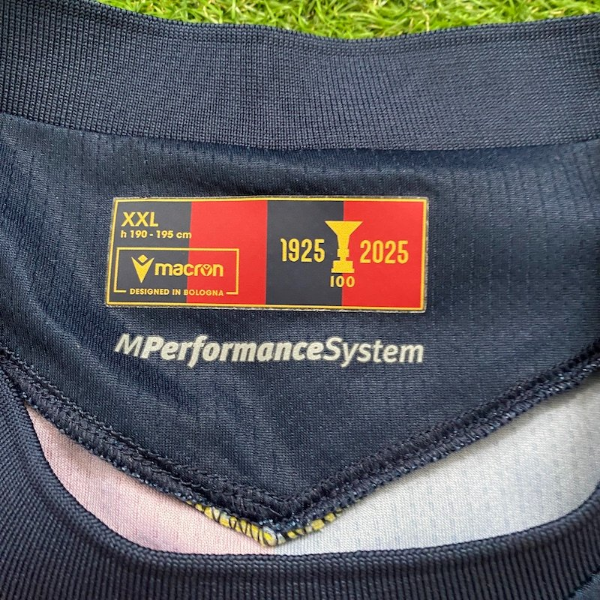 XXL
h 190 - 195 cm
macron
DESIGNED IN BOLOGNA
1925 2025
100
MPerformanceSystem